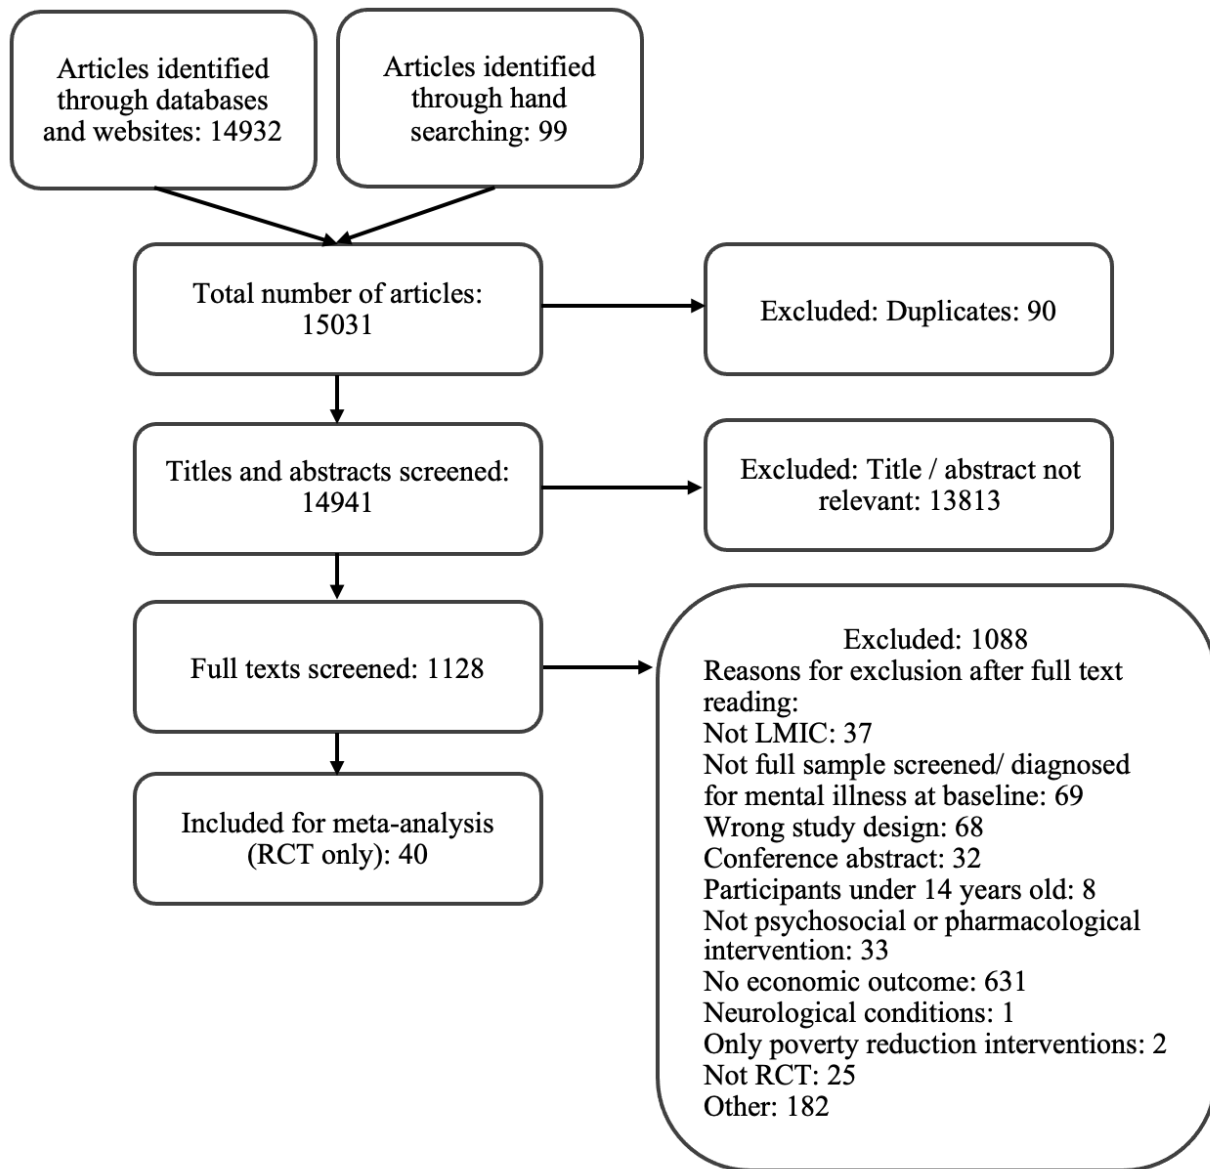 Articles identified
through databases
and websites: 14932
Articles identified
through hand
searching: 99
Total number of articles:
15031
Excluded: Duplicates: 90
Titles and abstracts screened:
14941
Excluded: Title / abstract not
relevant: 13813
Full texts screened: 1128
Excluded: 1088
Reasons for exclusion after full text
reading:
Not LMIC: 37
Not full sample screened/ diagnosed
for mental illness at baseline: 69
Wrong study design: 68
Conference abstract: 32
Participants under 14 years old: 8
Not psychosocial or pharmacological
intervention: 33
No economic outcome: 631
Neurological conditions: 1
Only poverty reduction interventions: 2
Not RCT: 25
Other: 182
Included for meta-analysis
(RCT only): 40